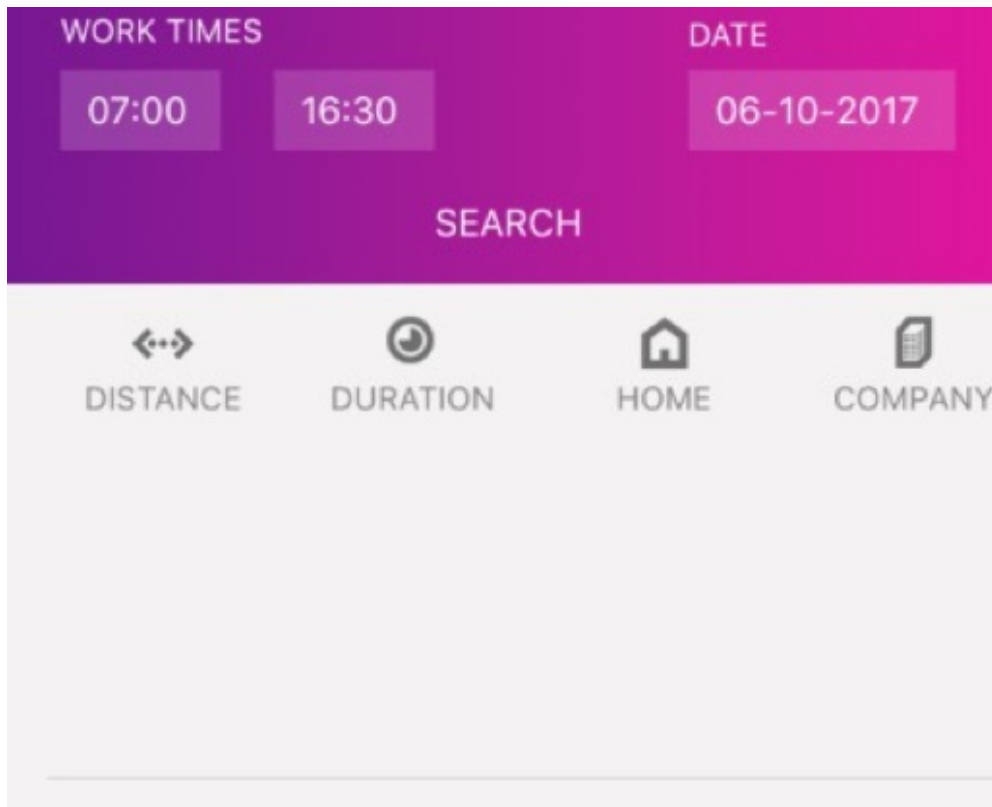 WORK TIMES DATE
07:00 16:30 06-10-2017
SEARCH
DISTANCE DURATION HOME COMPANY